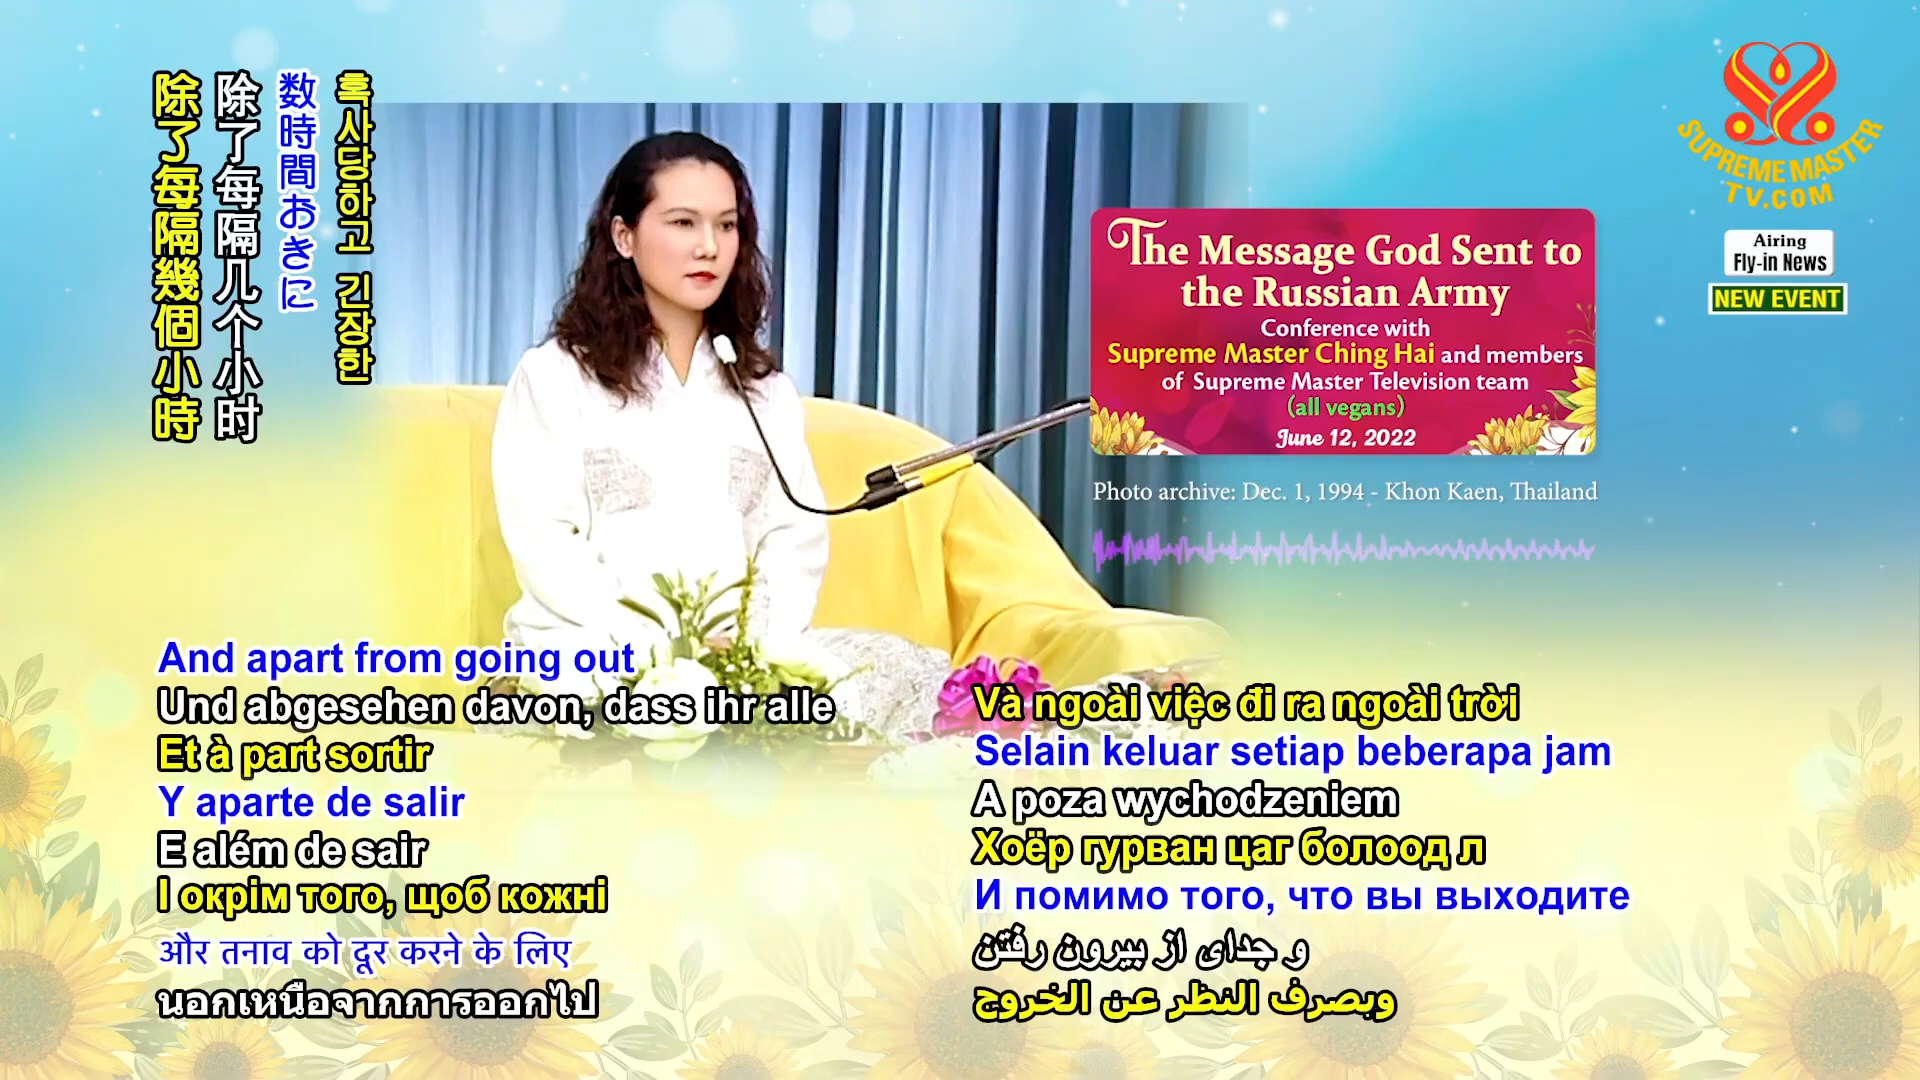 혹사당하고 긴장한
数時間おきに
除了每隔几个小时
除了每隔幾個小時
SUPREME MASTER
TV.COM
Airing
Fly-in News
NEW EVENT
The Message God Sent to
the Russian Army
Conference with
Supreme Master Ching Hai and members
of Supreme Master Television team
(all vegans)
June 12, 2022
Photo archive: Dec. 1, 1994 - Khon Kaen, Thailand
And apart from going out
Und abgesehen davon, dass ihr alle
Et à part sortir
Y aparte de salir
E além de sair
І окрім того, щоб кожні
और तनाव को दूर करने के लिए
นอกเหนือจากการออกไป
Và ngoài việc đi ra ngoài trời
Selain keluar setiap beberapa jam
A poza wychodzeniem
Хоёр гурван цаг болоод л
И помимо того, что вы выходите
و جدای از بیرون رفتن
وبصرف النظر عن الخروج